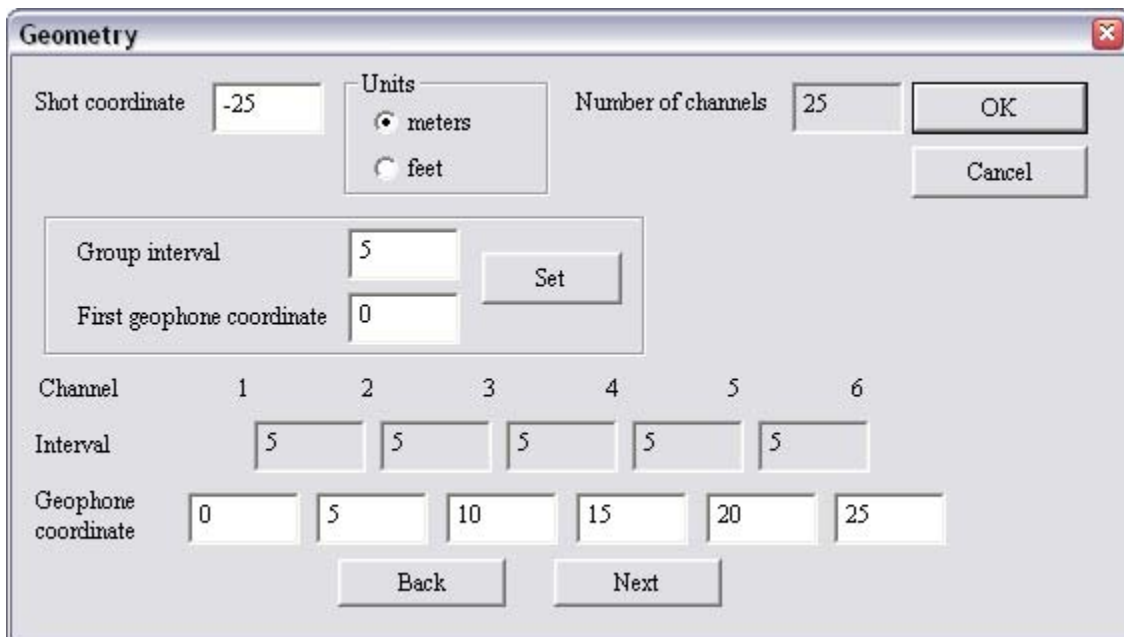 Geometry
Shot coordinate -25
Units
meters
feet
Number of channels 25
OK
Cancel
Group interval 5
First geophone coordinate 0
Set
Channel 1 2 3 4 5 6
Interval 5 5 5 5 5
Geophone
coordinate 0 5 10 15 20 25
Back Next